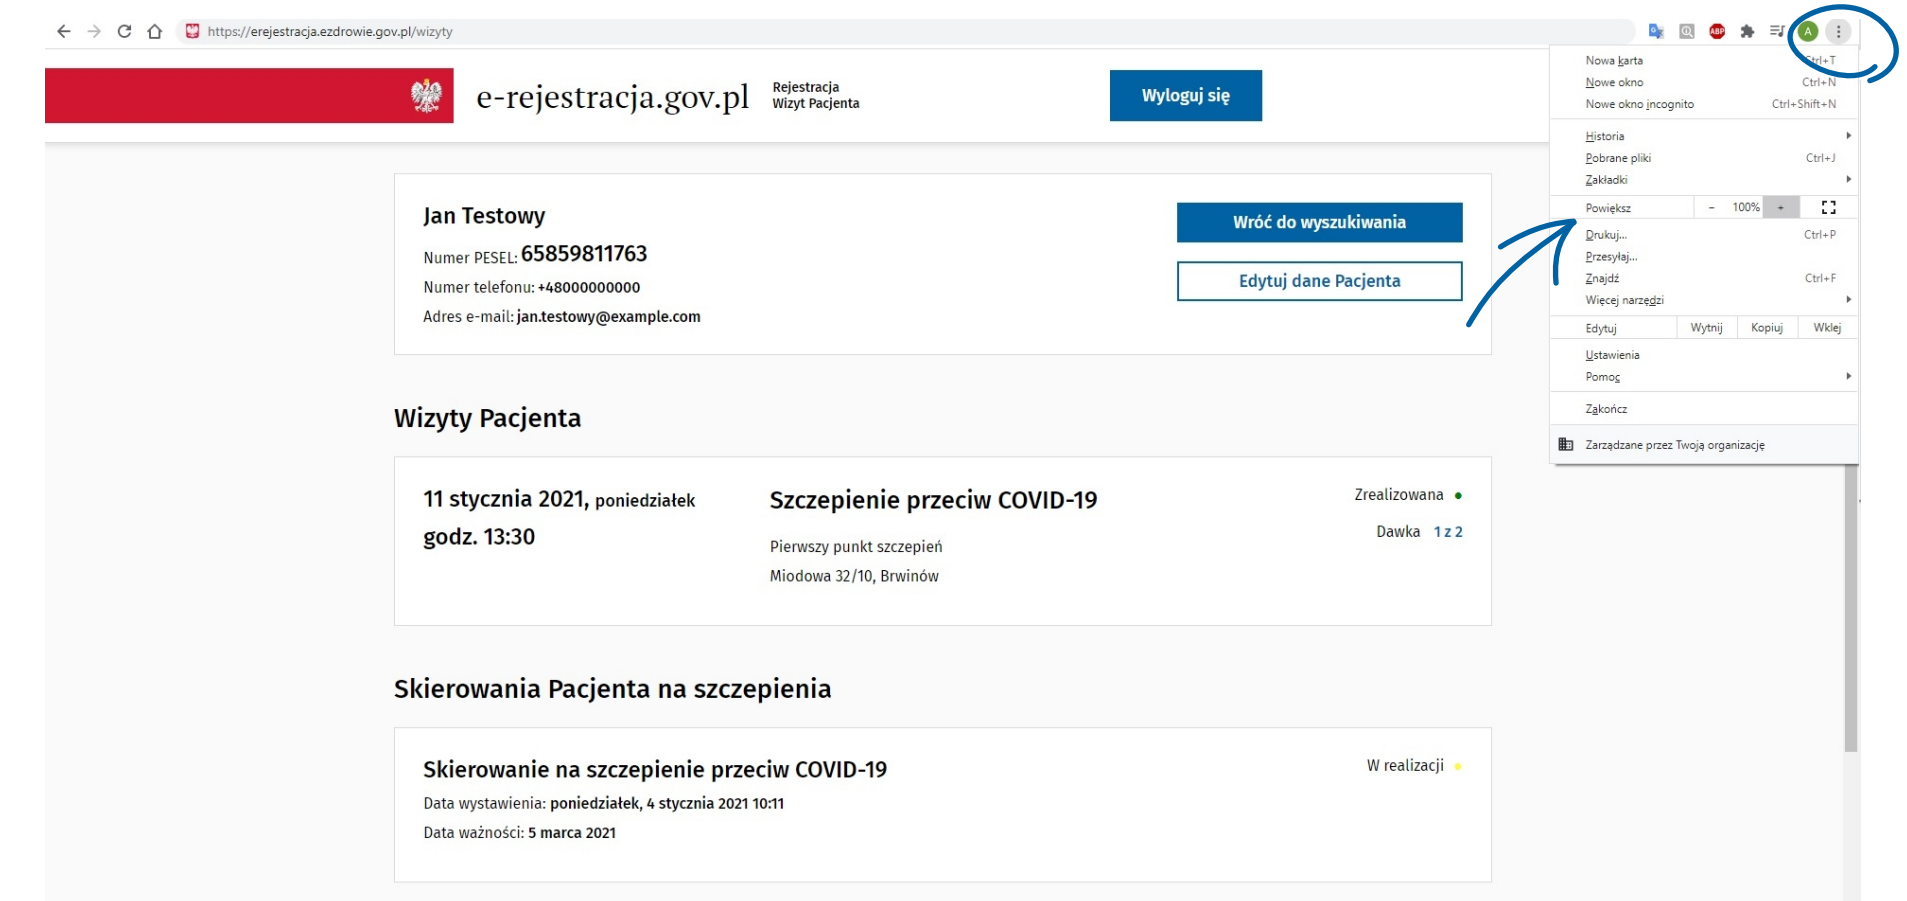 https://erejestracja.ezdrowie.gov.pl/wizyty
ABP
A
e-rejestracja.gov.pl
Rejestracja
Wizyt Pacjenta
Wyloguj się
Nowa karta Ctrl+T
Nowe okno Ctrl+N
Nowe okno incognito Ctrl+Shift+N
Historia
Pobrane pliki Ctrl+J
Zakładki
Powiększ - 100% +
Drukuj... Ctrl+P
Przesyłaj...
Znajdź Ctrl+F
Więcej narzędzi
Edytuj Wytnij Kopiuj Wklej
Ustawienia
Pomoc
Zakończ
Zarządzane przez Twoją organizację
Jan Testowy
Numer PESEL: 65859811763
Numer telefonu: +48000000000
Adres e-mail: jan.testowy@example.com
Wróć do wyszukiwania
Edytuj dane Pacjenta
Wizyty Pacjenta
11 stycznia 2021, poniedziałek
godz. 13:30
Szczepienie przeciw COVID-19
Pierwszy punkt szczepień
Miodowa 32/10, Brwinów
Zrealizowana
Dawka 1 z 2
Skierowania Pacjenta na szczepienia
Skierowanie na szczepienie przeciw COVID-19
Data wystawienia: poniedziałek, 4 stycznia 2021 10:11
Data ważności: 5 marca 2021
W realizacji